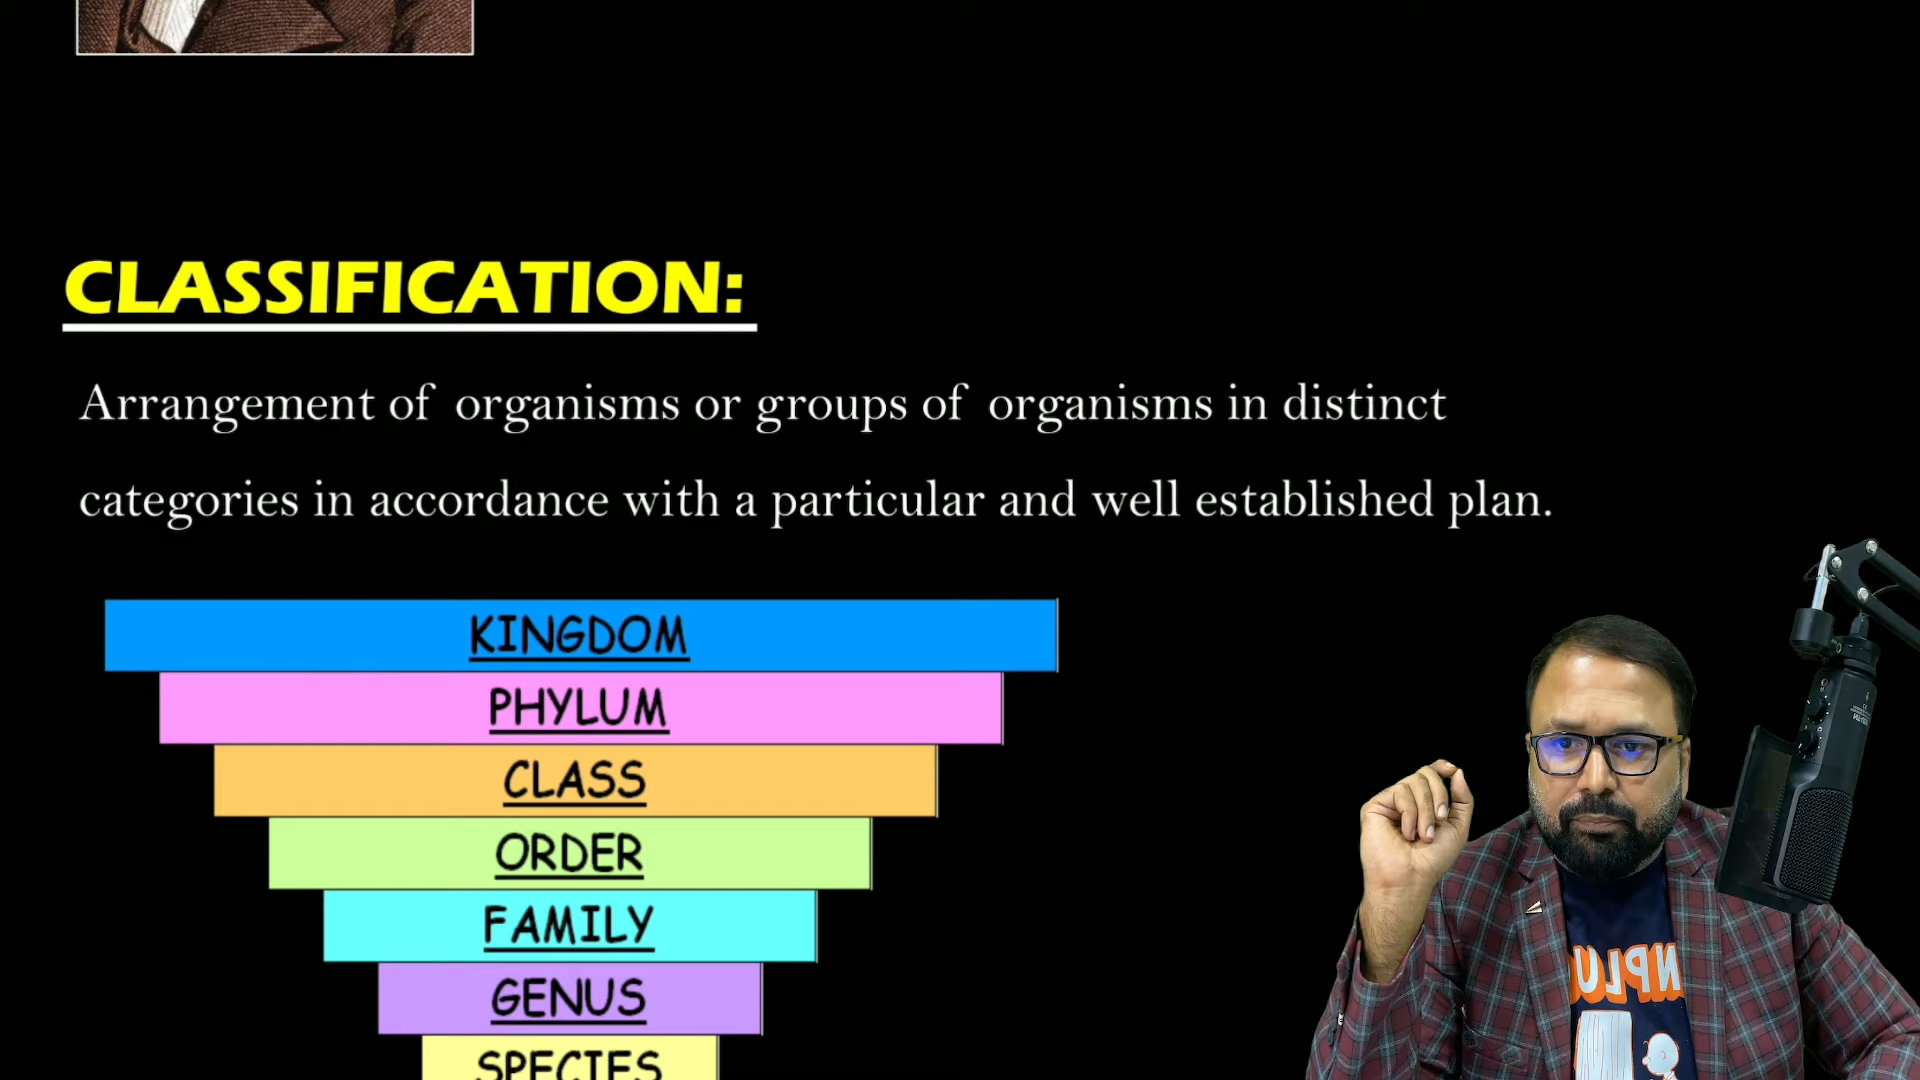 CLASSIFICATION:
Arrangement of organisms or groups of organisms in distinct
categories in accordance with a particular and well established plan.
KINGDOM
PHYLUM
CLASS
ORDER
FAMILY
GENUS
SPECIES